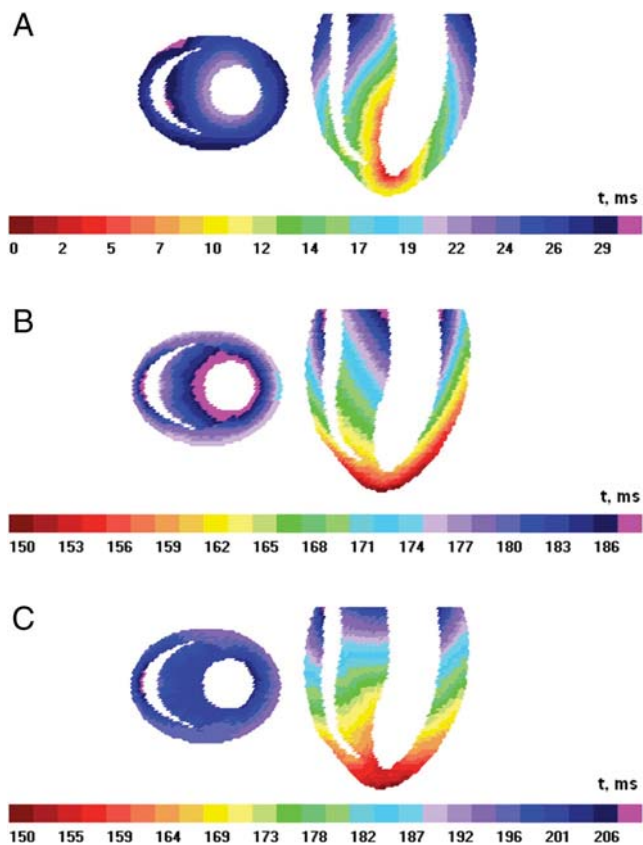 A
t, ms
0 2 5 7 10 12 14 17 19 22 24 26 29
B
t, ms
150 153 156 159 162 165 168 171 174 177 180 183 186
C
t, ms
150 155 159 164 169 173 178 182 187 192 196 201 206